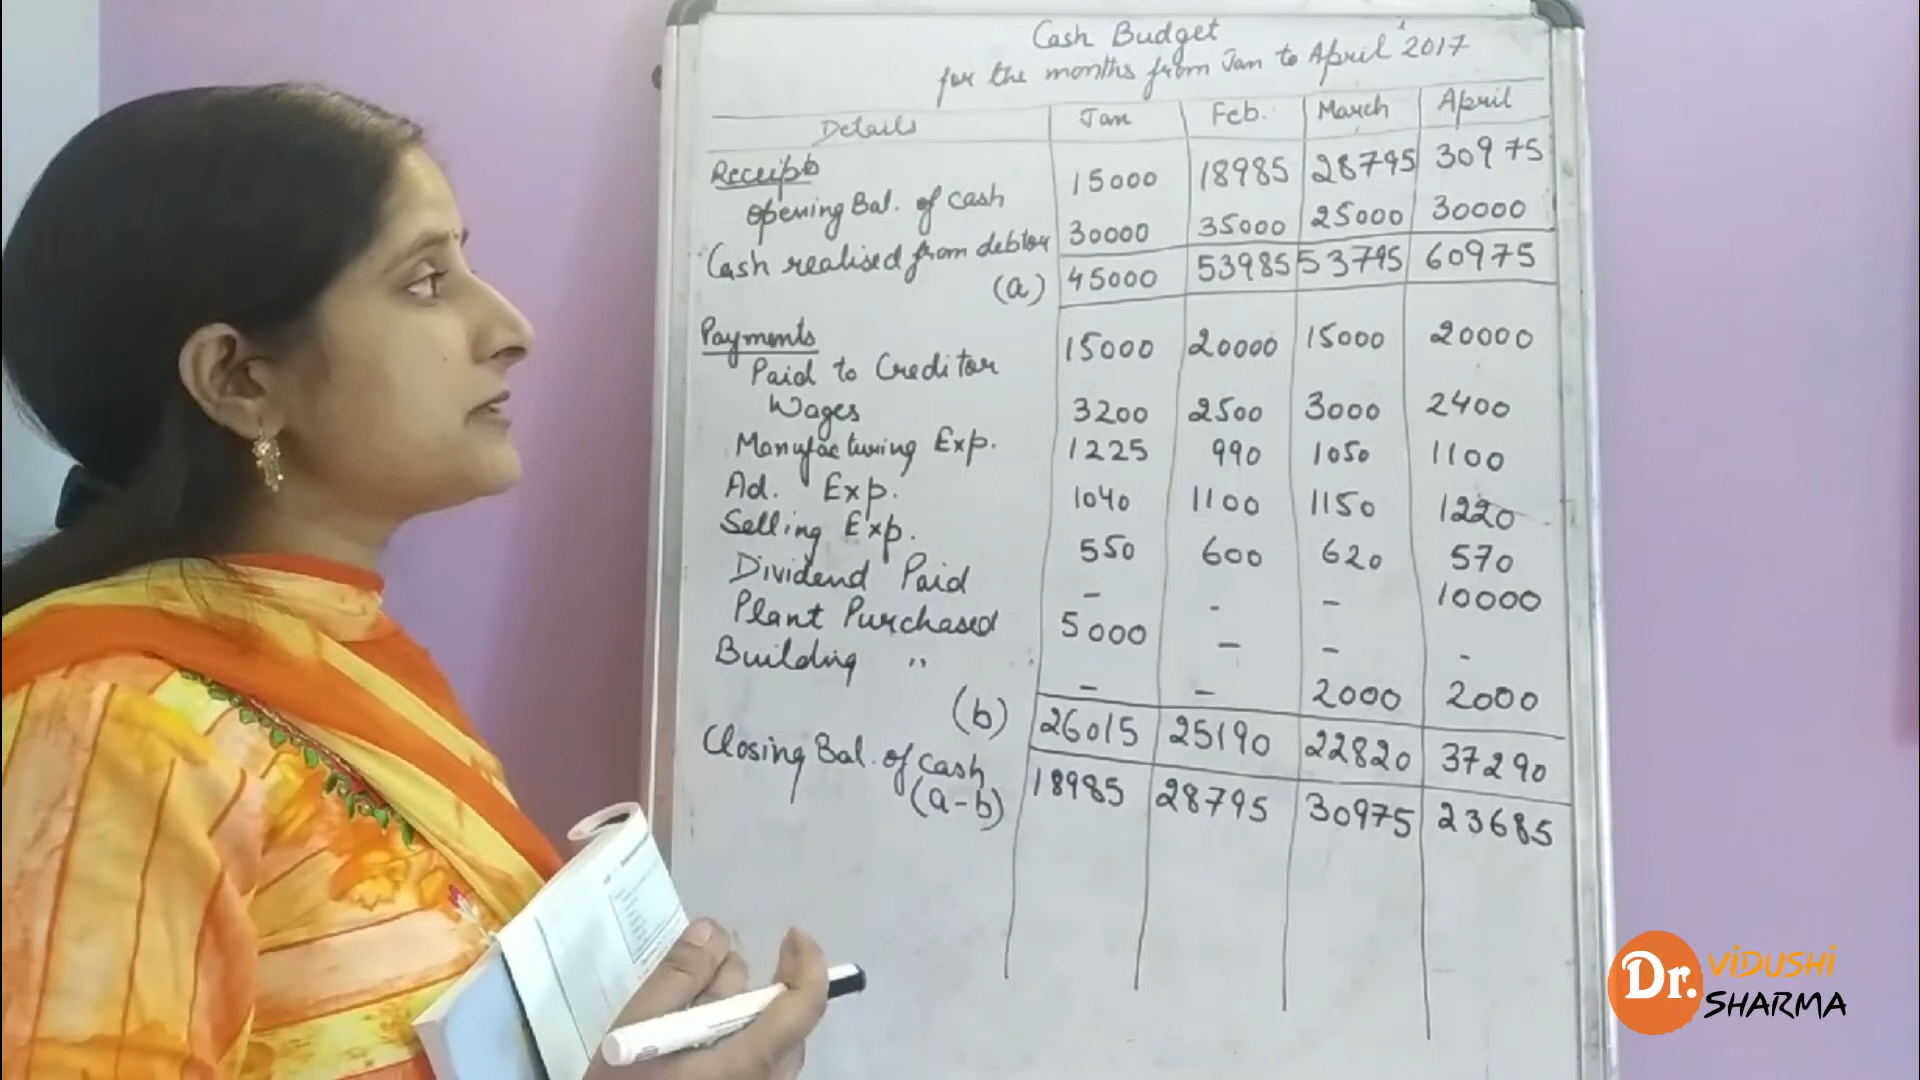 Cash Budget
for the months from Jan to April' 2017
Details Jan Feb. March April
Receipts
Opening Bal. of cash 15000 18985 28795 30975
Cash realised from debtor 30000 35000 25000 30000
(a) 45000 53985 53795 60975
Payments
Paid to Creditor 15000 20000 15000 20000
Wages 3200 2500 3000 2400
Manufacturing Exp. 1225 990 1050 1100
Ad. Exp. 1040 1100 1150 1220
Selling Exp. 550 600 620 570
Dividend Paid - - - 10000
Plant Purchased 5000 - - -
Building " - - 2000 2000
(b) 26015 25190 22820 37290
Closing Bal. of cash
(a-b) 18985 28795 30975 23685
Dr. ViDUSHi
SHARMA